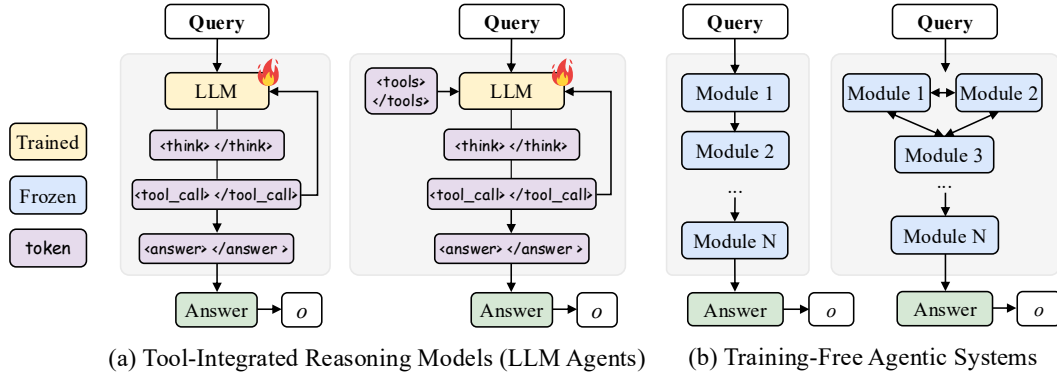 Query
LLM
<think> </think>
<tool_call> </tool_call>
<answer> </answer >
Answer
o
Query
<tools>
</tools>
LLM
<think> </think>
<tool_call> </tool_call>
<answer> </answer >
Answer
o
Trained
Frozen
token
(a) Tool-Integrated Reasoning Models (LLM Agents)
Query
Module 1
Module 2
...
Module N
Answer
o
Query
Module 1
Module 2
Module 3
...
Module N
Answer
o
(b) Training-Free Agentic Systems